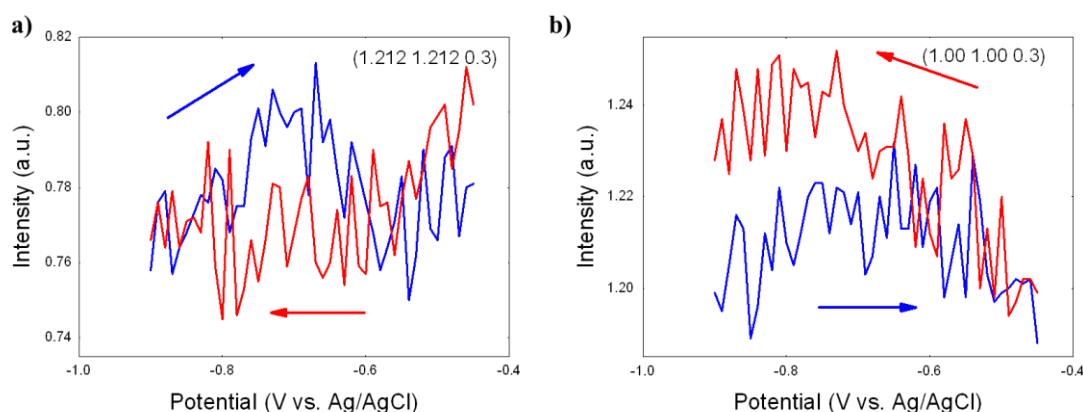 a)
(1.212 1.212 0.3)
Intensity (a.u.)
0.82
0.80
0.78
0.76
0.74
-1.0 -0.8 -0.6 -0.4
Potential (V vs. Ag/AgCl)
b)
(1.00 1.00 0.3)
Intensity (a.u.)
1.24
1.22
1.20
-1.0 -0.8 -0.6 -0.4
Potential (V vs. Ag/AgCl)